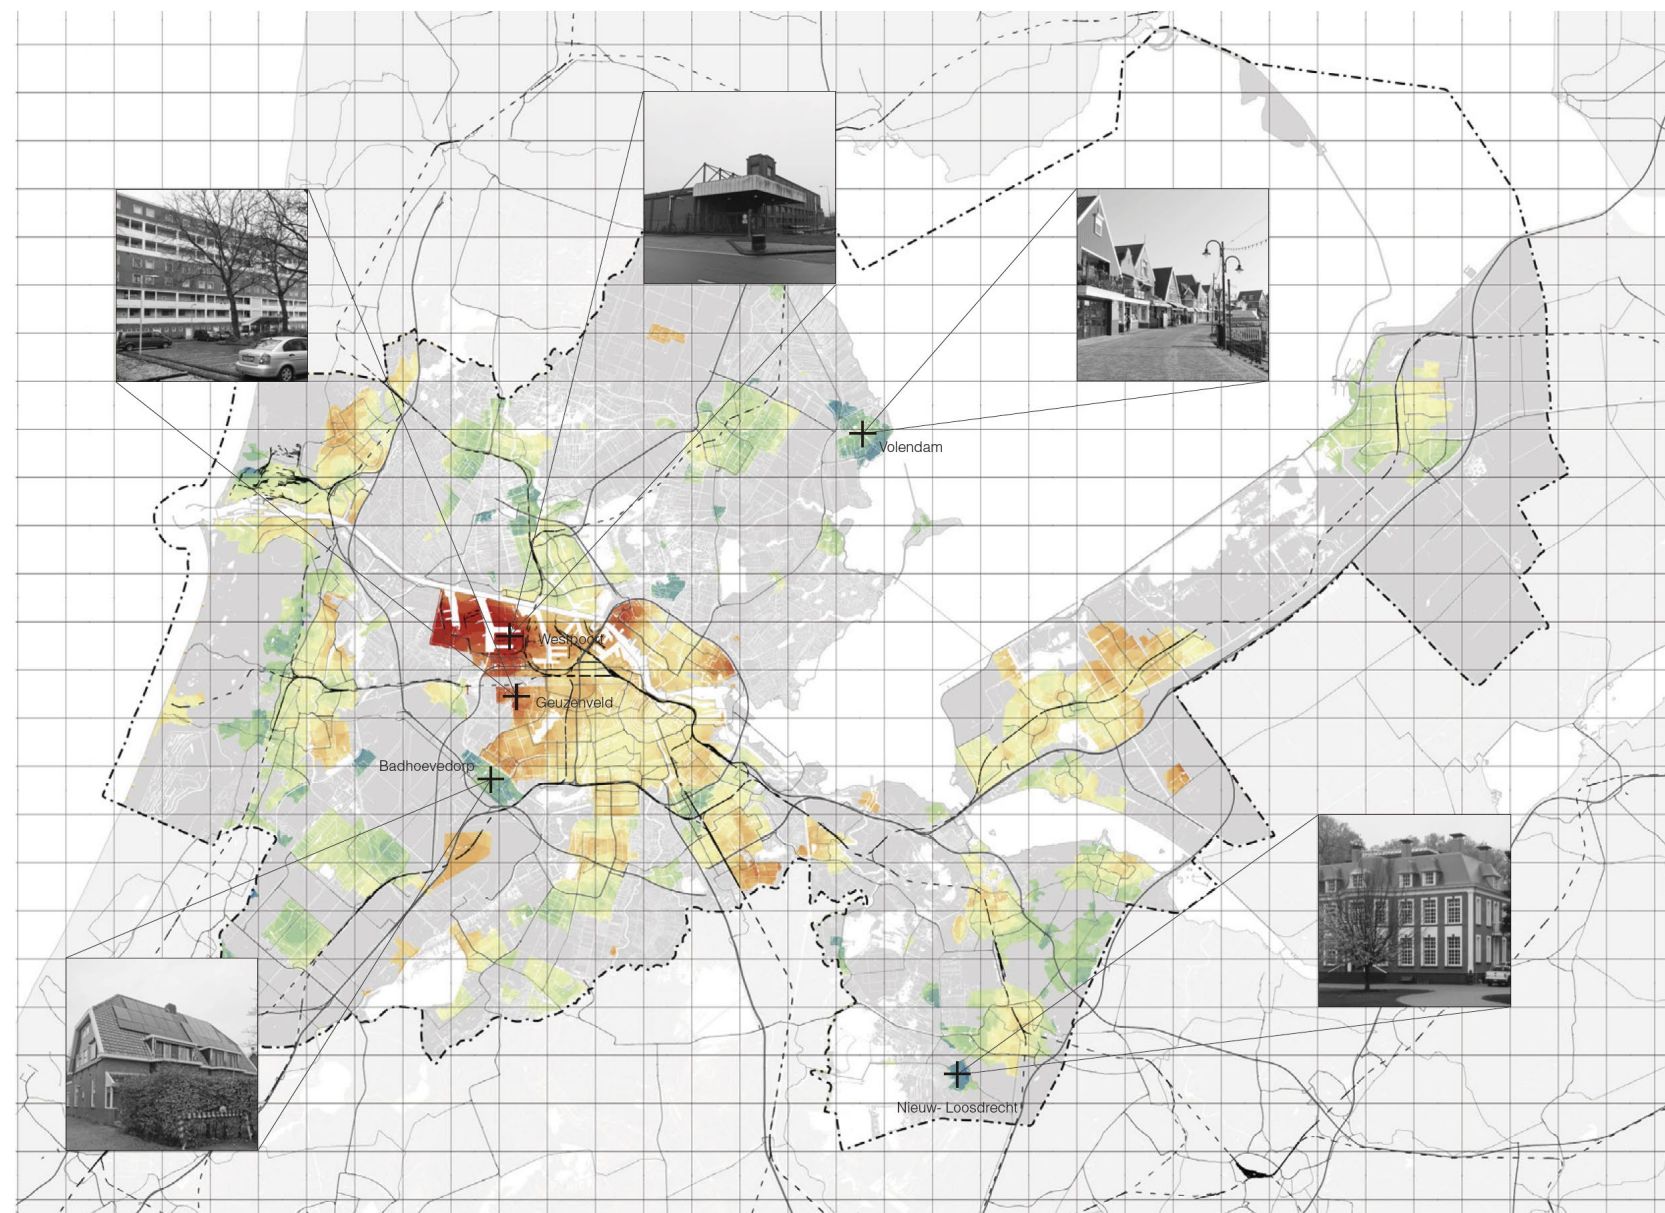 Volendam
Westpoort
Geuzenveld
Badhoevedorp
Nieuw- Loosdrecht